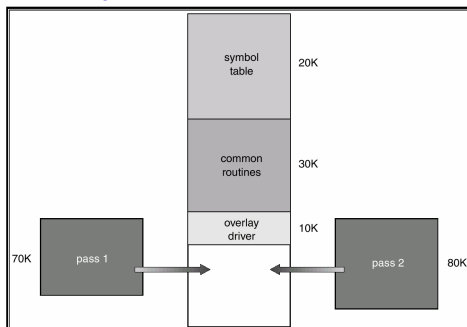 symbol
table
20K
common
routines
30K
overlay
driver
10K
70K
pass 1
pass 2
80K